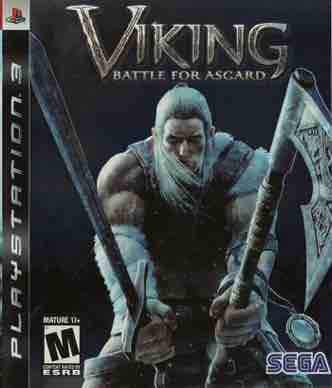 VIKING
BATTLE FOR ASGARD
PLAYSTATION 3
MATURE 17+
M
CONTENT RATED BY
ESRB
SEGA